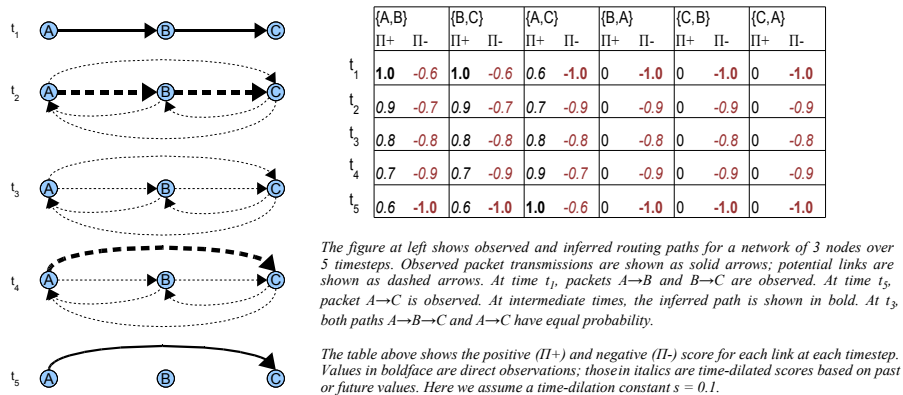 t1 A B C
t2 A B C
t3 A B C
t4 A B C
t5 A B C
{A,B} {B,C} {A,C} {B,A} {C,B} {C,A}
Π+ Π- Π+ Π- Π+ Π- Π+ Π- Π+ Π- Π+ Π-
t1 1.0 -0.6 1.0 -0.6 0.6 -1.0 0 -1.0 0 -1.0 0 -1.0
t2 0.9 -0.7 0.9 -0.7 0.7 -0.9 0 -0.9 0 -0.9 0 -0.9
t3 0.8 -0.8 0.8 -0.8 0.8 -0.8 0 -0.8 0 -0.8 0 -0.8
t4 0.7 -0.9 0.7 -0.9 0.9 -0.7 0 -0.9 0 -0.9 0 -0.9
t5 0.6 -1.0 0.6 -1.0 1.0 -0.6 0 -1.0 0 -1.0 0 -1.0
The figure at left shows observed and inferred routing paths for a network of 3 nodes over
5 timesteps. Observed packet transmissions are shown as solid arrows; potential links are
shown as dashed arrows. At time t1, packets A→B and B→C are observed. At time t5,
packet A→C is observed. At intermediate times, the inferred path is shown in bold. At t3,
both paths A→B→C and A→C have equal probability.
The table above shows the positive (Π+) and negative (Π-) score for each link at each timestep.
Values in boldface are direct observations; thosein italics are time-dilated scores based on past
or future values. Here we assume a time-dilation constant s = 0.1.